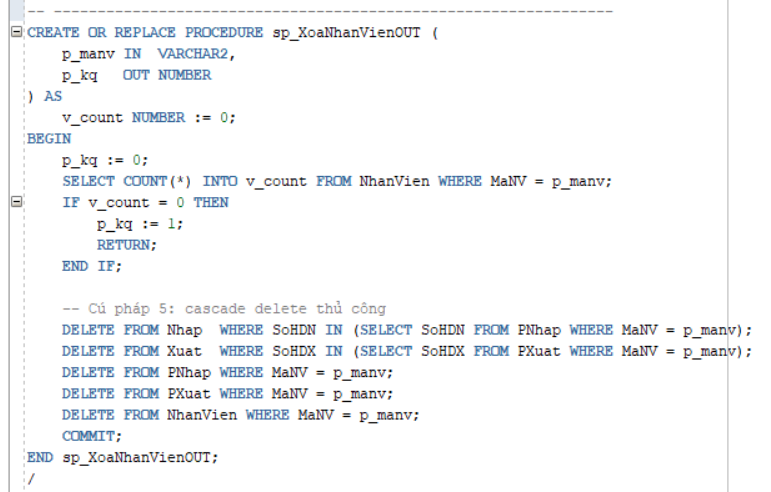 -- -----------------------------------------------------------------
CREATE OR REPLACE PROCEDURE sp_XoaNhanVienOUT (
    p_manv IN  VARCHAR2,
    p_kq   OUT NUMBER
) AS
    v_count NUMBER := 0;
BEGIN
    p_kq := 0;
    SELECT COUNT(*) INTO v_count FROM NhanVien WHERE MaNV = p_manv;
    IF v_count = 0 THEN
        p_kq := 1;
        RETURN;
    END IF;

    -- Cú pháp 5: cascade delete thủ công
    DELETE FROM Nhap  WHERE SoHDN IN (SELECT SoHDN FROM PNhap WHERE MaNV = p_manv);
    DELETE FROM Xuat  WHERE SoHDX IN (SELECT SoHDX FROM PXuat WHERE MaNV = p_manv);
    DELETE FROM PNhap WHERE MaNV = p_manv;
    DELETE FROM PXuat WHERE MaNV = p_manv;
    DELETE FROM NhanVien WHERE MaNV = p_manv;
    COMMIT;
END sp_XoaNhanVienOUT;
/